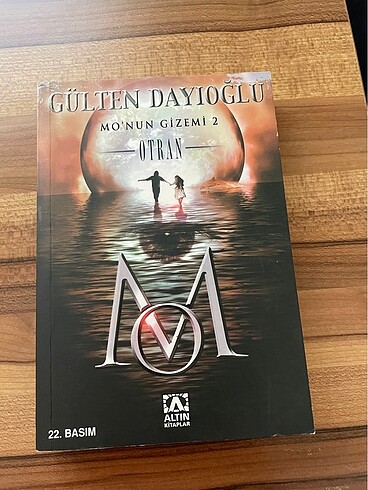 GÜLTEN DAYIOĞLU
MO'NUN GİZEMİ 2
OTRAN
MO
ALTIN
KİTAPLAR
22. BASIM